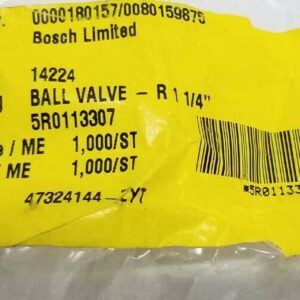 0000180157/0080159875
Bosch Limited
14224
BALL VALVE - R 1 1/4"
5R0113307
/ ME 1,000/ST
/ ME 1,000/ST
47324144-ZYT
*5R01133